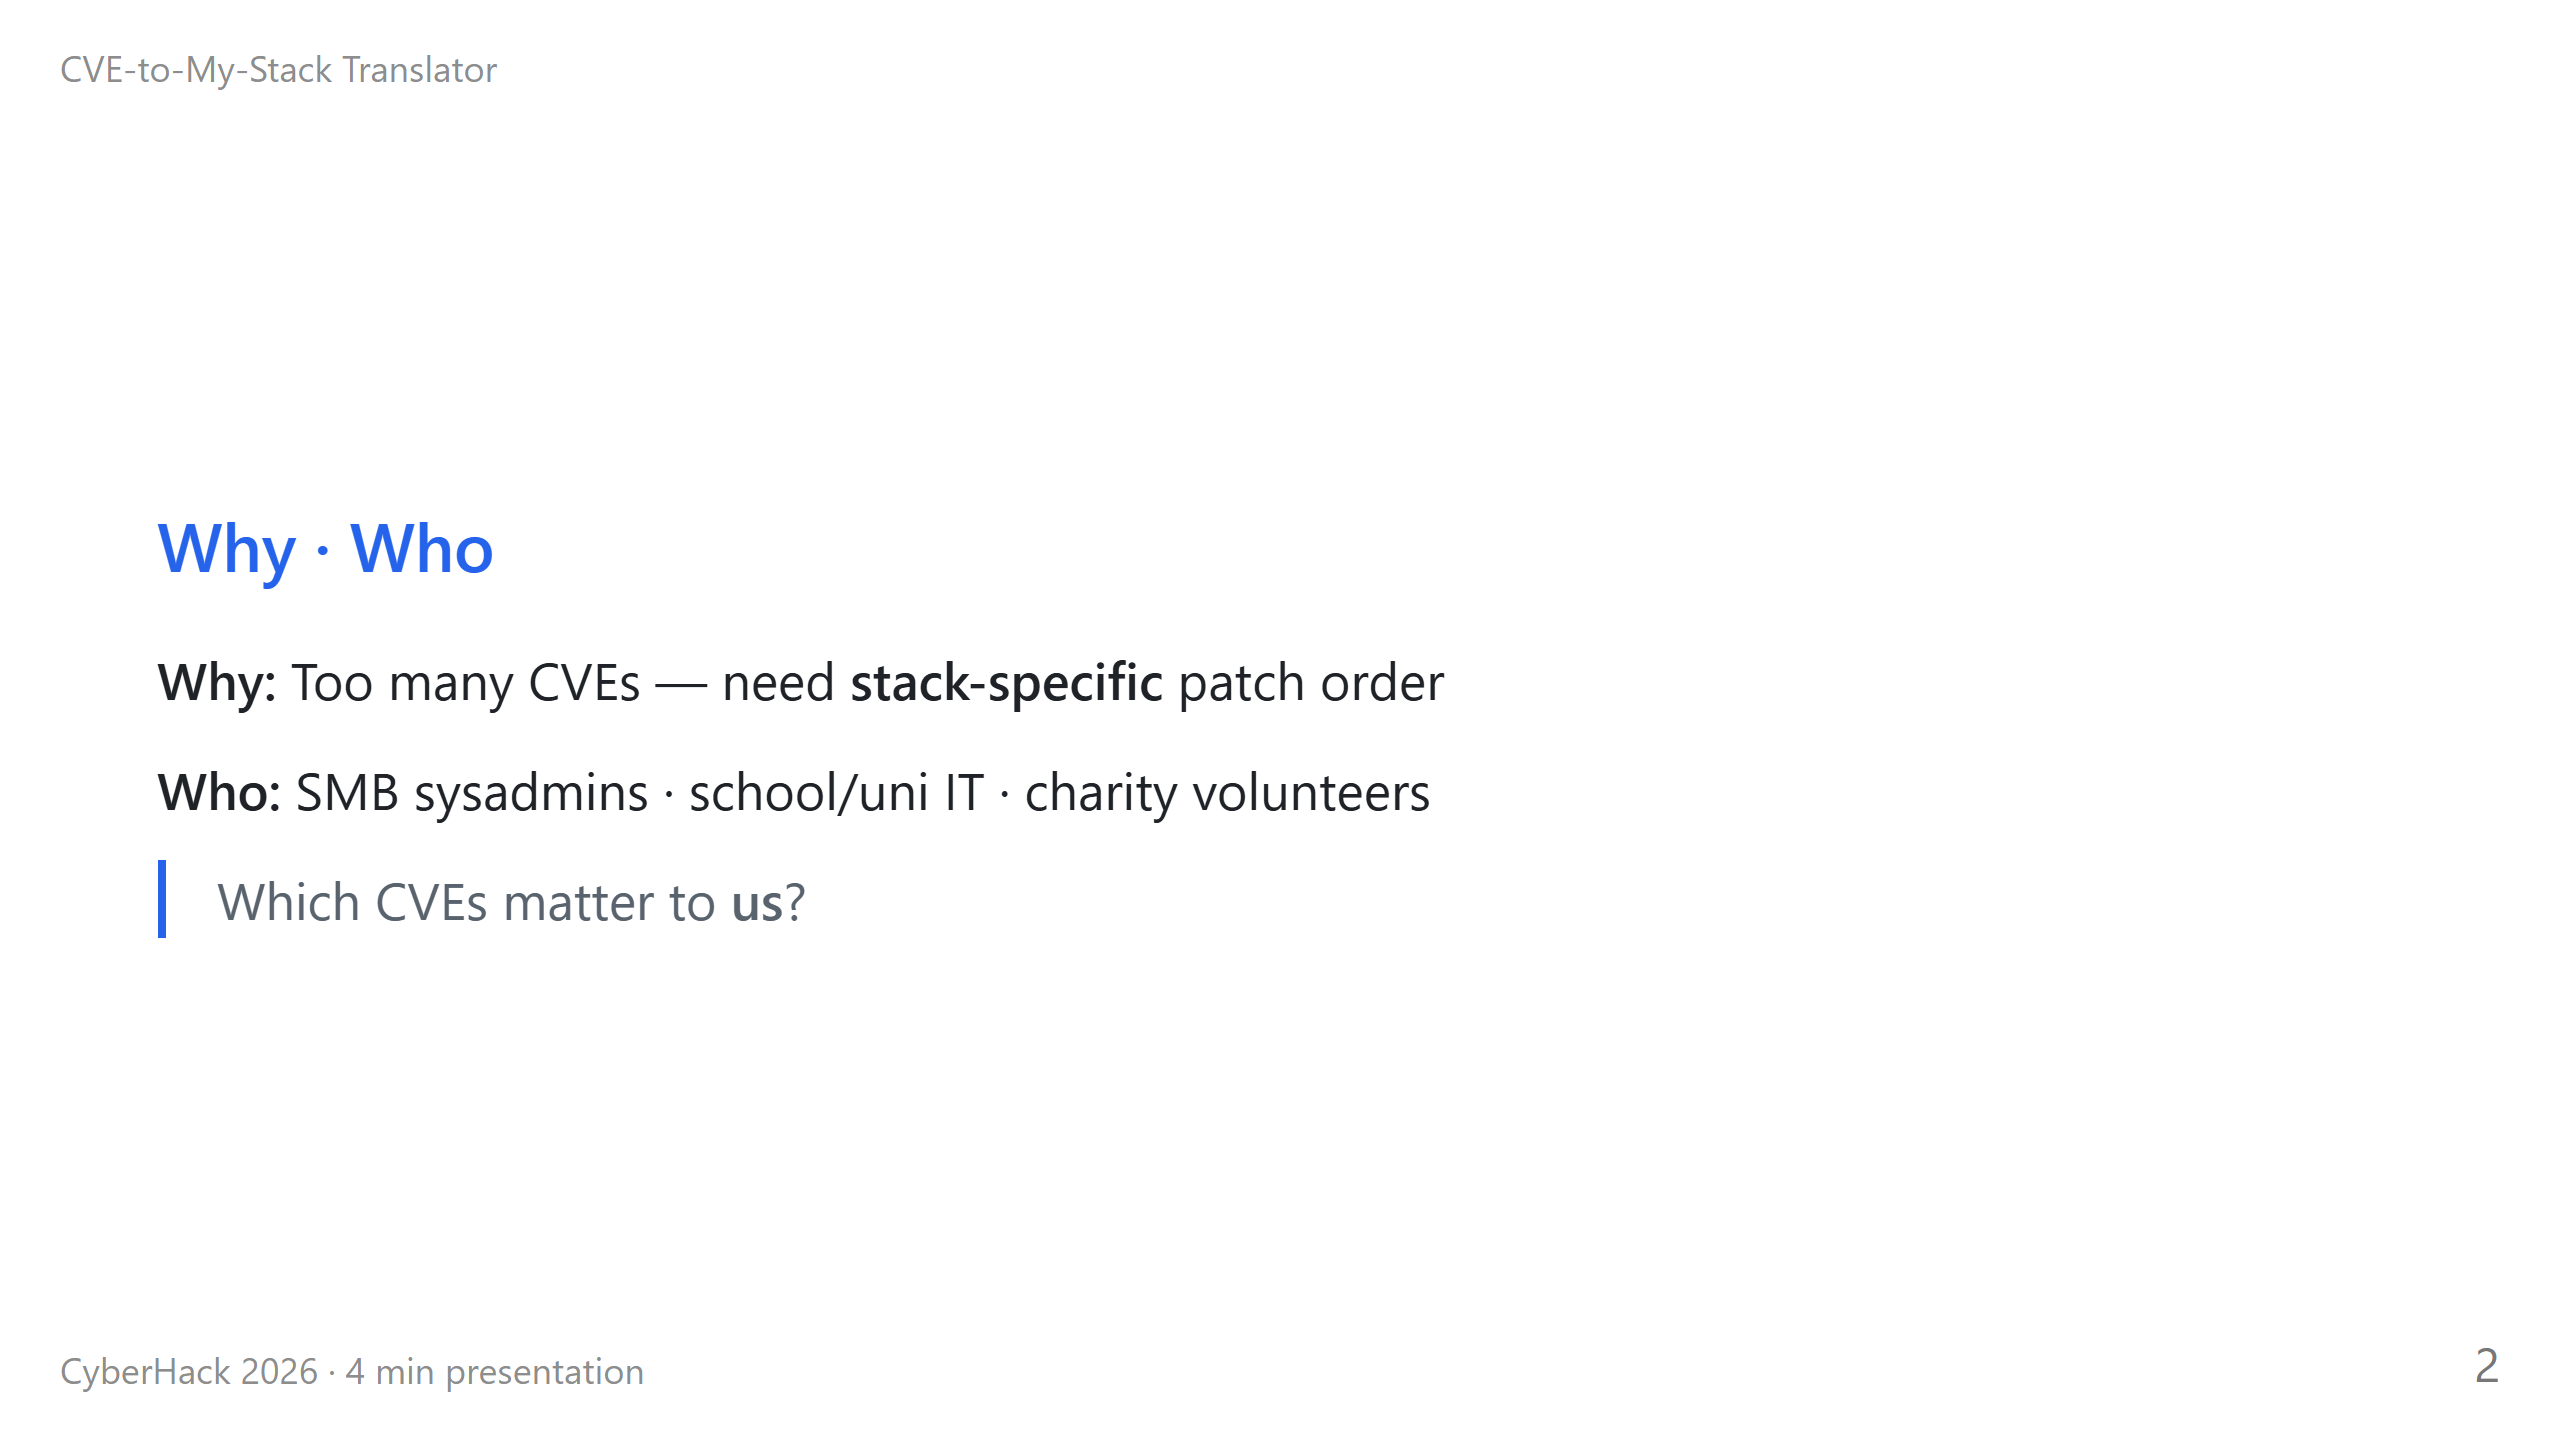 CVE-to-My-Stack Translator
Why · Who
Why: Too many CVEs — need stack-specific patch order
Who: SMB sysadmins · school/uni IT · charity volunteers
Which CVEs matter to us?
CyberHack 2026 · 4 min presentation
2